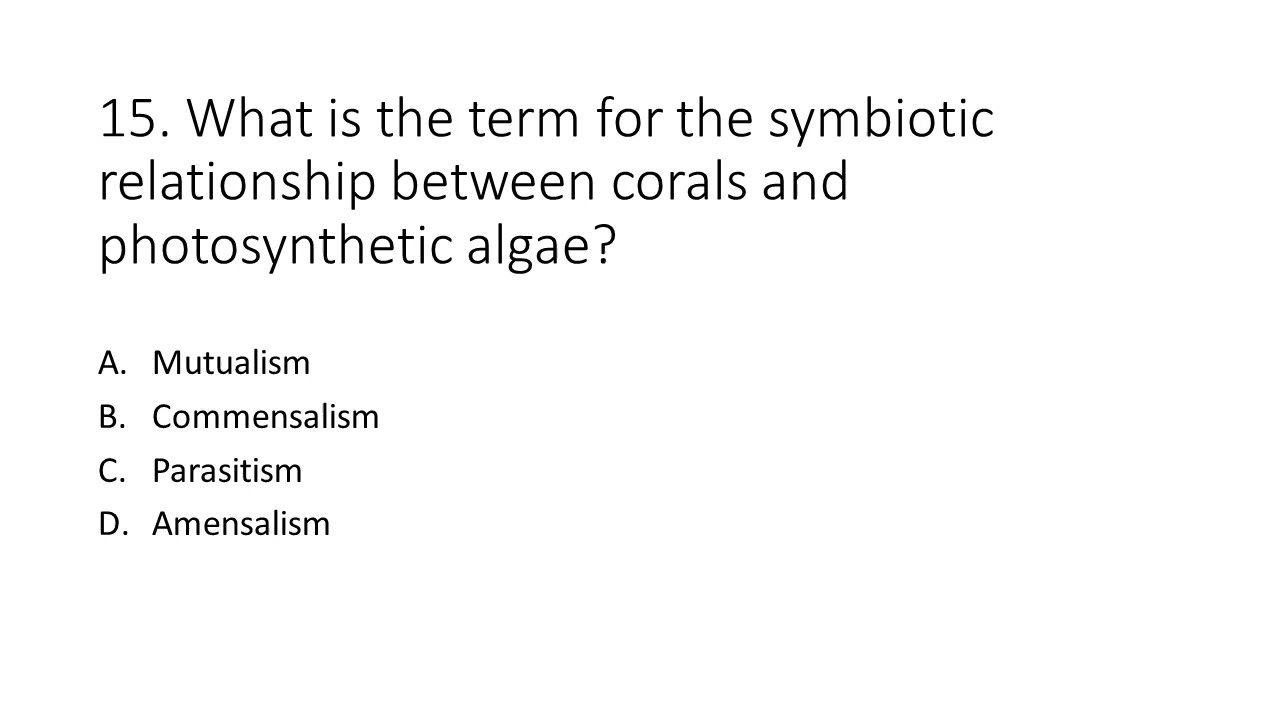 15. What is the term for the symbiotic
relationship between corals and
photosynthetic algae?
A. Mutualism
B. Commensalism
C. Parasitism
D. Amensalism